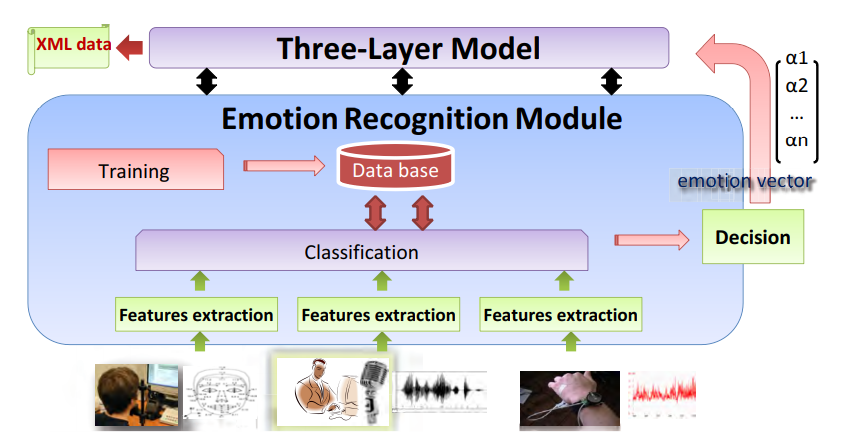 XML data
Three-Layer Model
α1
α2
...
αn
Emotion Recognition Module
Training
Data base
emotion vector
Classification
Decision
Features extraction
Features extraction
Features extraction